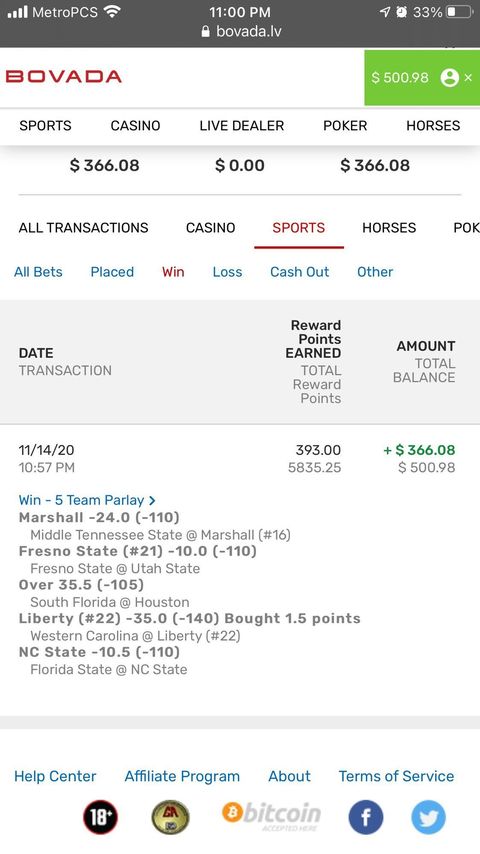 MetroPCS 11:00 PM 33%
bovada.lv
BOVADA $ 500.98 ×
SPORTS CASINO LIVE DEALER POKER HORSES
$ 366.08 $ 0.00 $ 366.08
ALL TRANSACTIONS CASINO SPORTS HORSES POK
All Bets Placed Win Loss Cash Out Other
DATE
TRANSACTION
Reward
Points
EARNED
TOTAL
Reward
Points
AMOUNT
TOTAL
BALANCE
11/14/20 393.00 + $ 366.08
10:57 PM 5835.25 $ 500.98
Win - 5 Team Parlay
Marshall -24.0 (-110)
Middle Tennessee State @ Marshall (#16)
Fresno State (#21) -10.0 (-110)
Fresno State @ Utah State
Over 35.5 (-105)
South Florida @ Houston
Liberty (#22) -35.0 (-140) Bought 1.5 points
Western Carolina @ Liberty (#22)
NC State -10.5 (-110)
Florida State @ NC State
Help Center Affiliate Program About Terms of Service
18+ bitcoin
ACCEPTED HERE